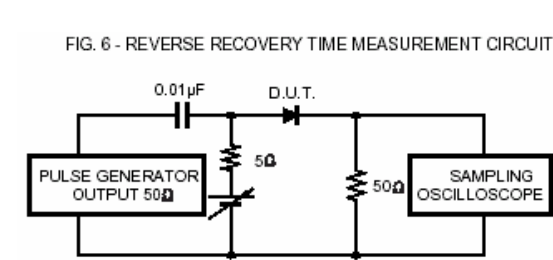 FIG. 6 - REVERSE RECOVERY TIME MEASUREMENT CIRCUIT
0.01µF
D.U.T.
5Ω
PULSE GENERATOR
OUTPUT 50Ω
50Ω
SAMPLING
OSCILLOSCOPE